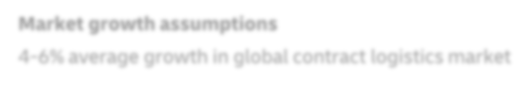 Market growth assumptions
4-6% average growth in global contract logistics market